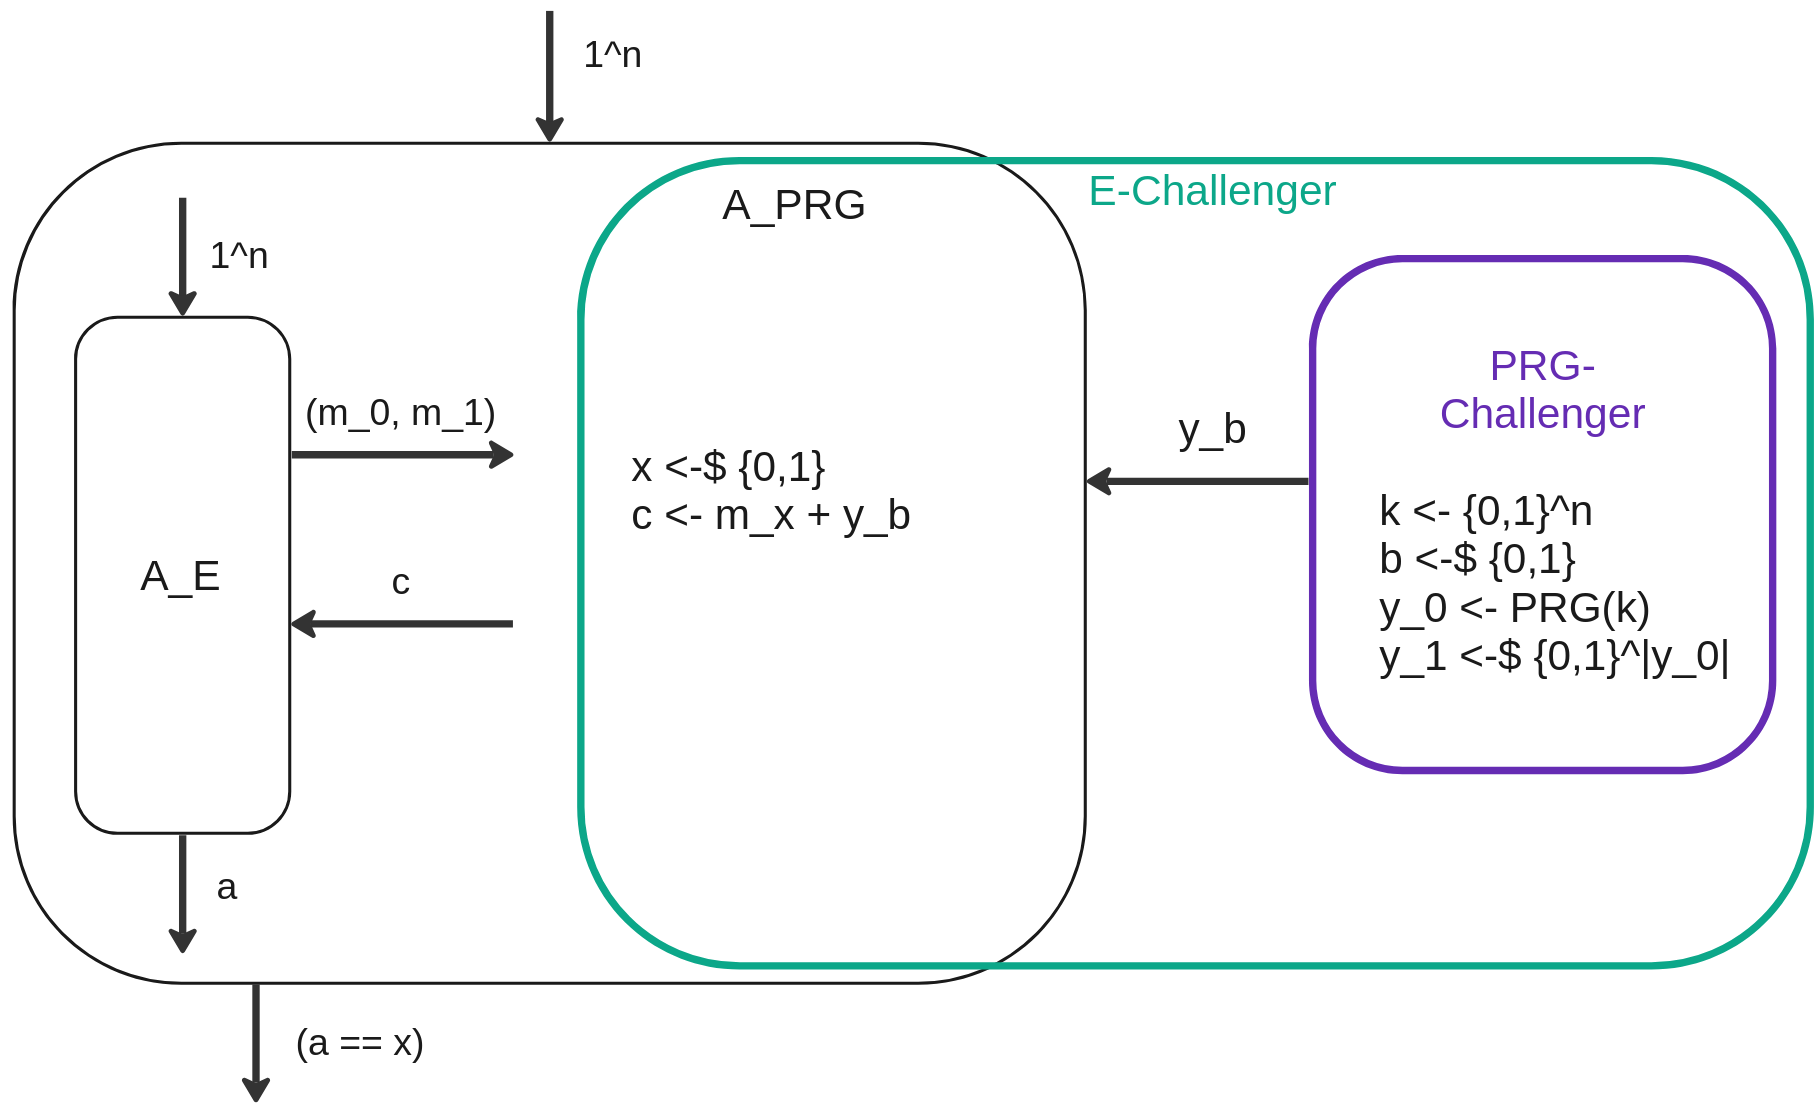 1^n
A_PRG
E-Challenger
1^n
PRG-
Challenger
(m_0, m_1)
y_b
x <-$ {0,1}
c <- m_x + y_b
k <- {0,1}^n
b <-$ {0,1}
y_0 <- PRG(k)
y_1 <-$ {0,1}^|y_0|
A_E
c
a
(a == x)